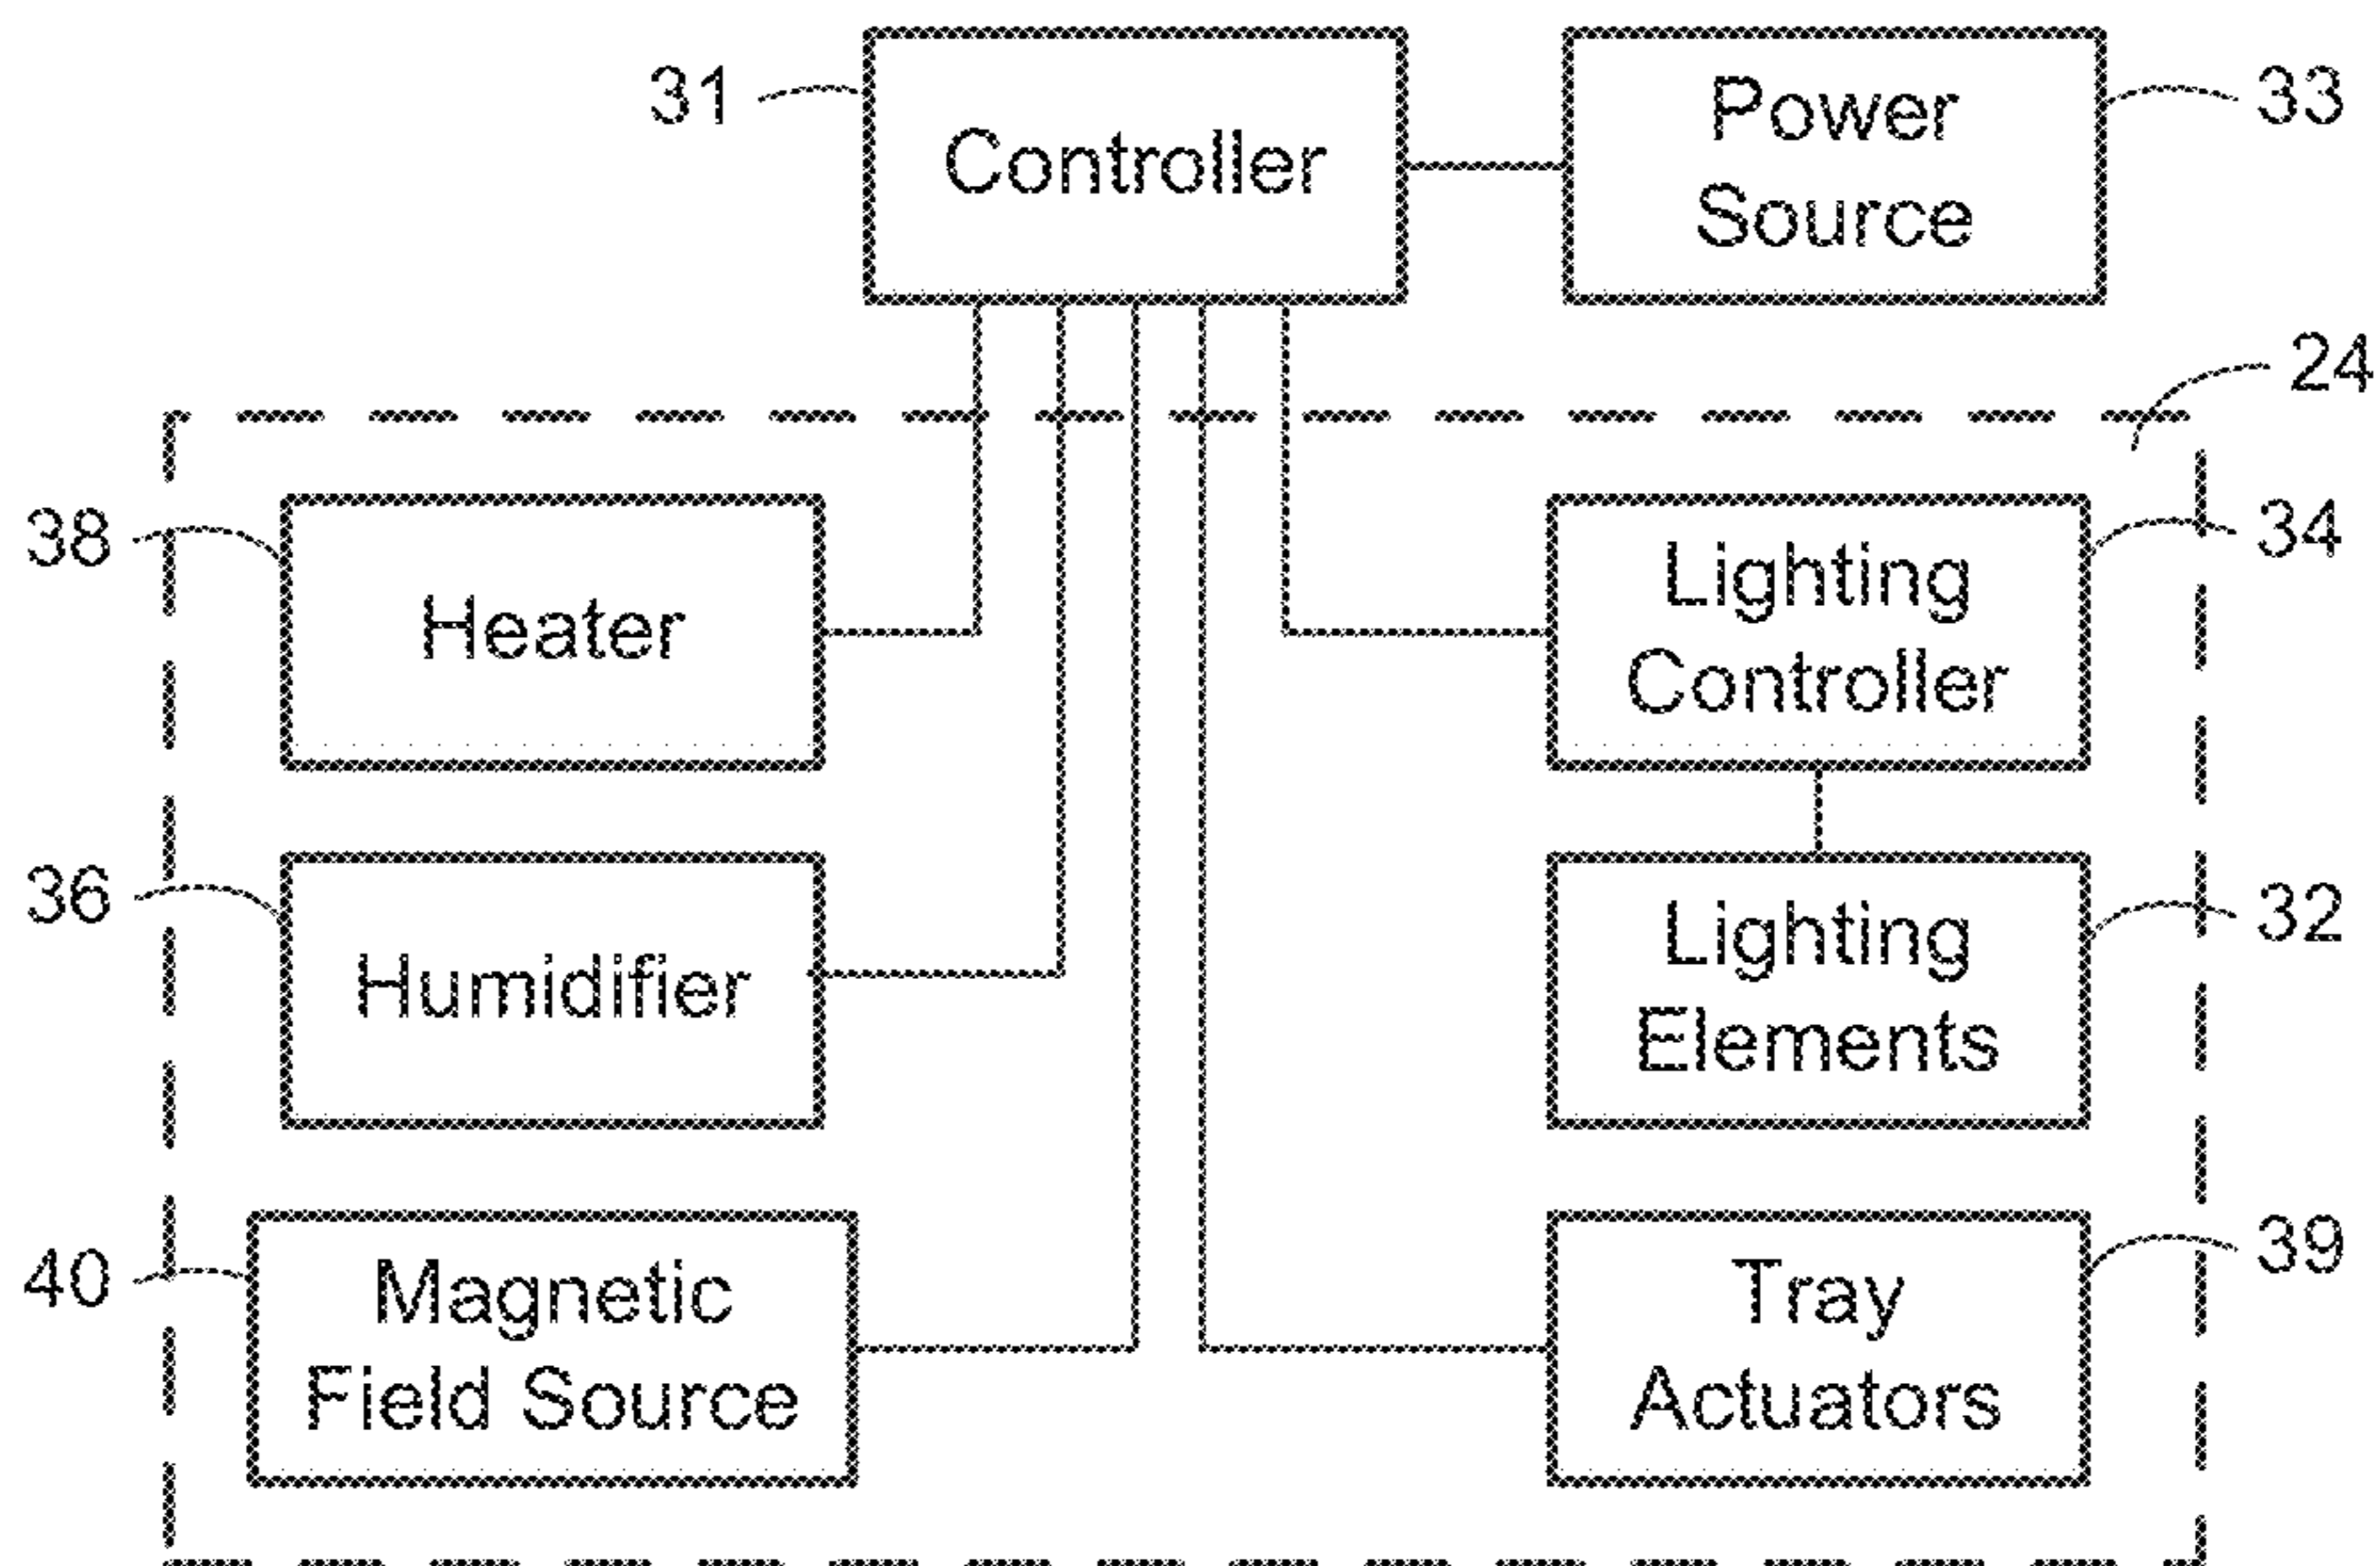 31
Controller
Power
Source
33
24
38
Heater
Lighting
Controller
34
36
Humidifier
Lighting
Elements
32
40
Magnetic
Field Source
Tray
Actuators
39